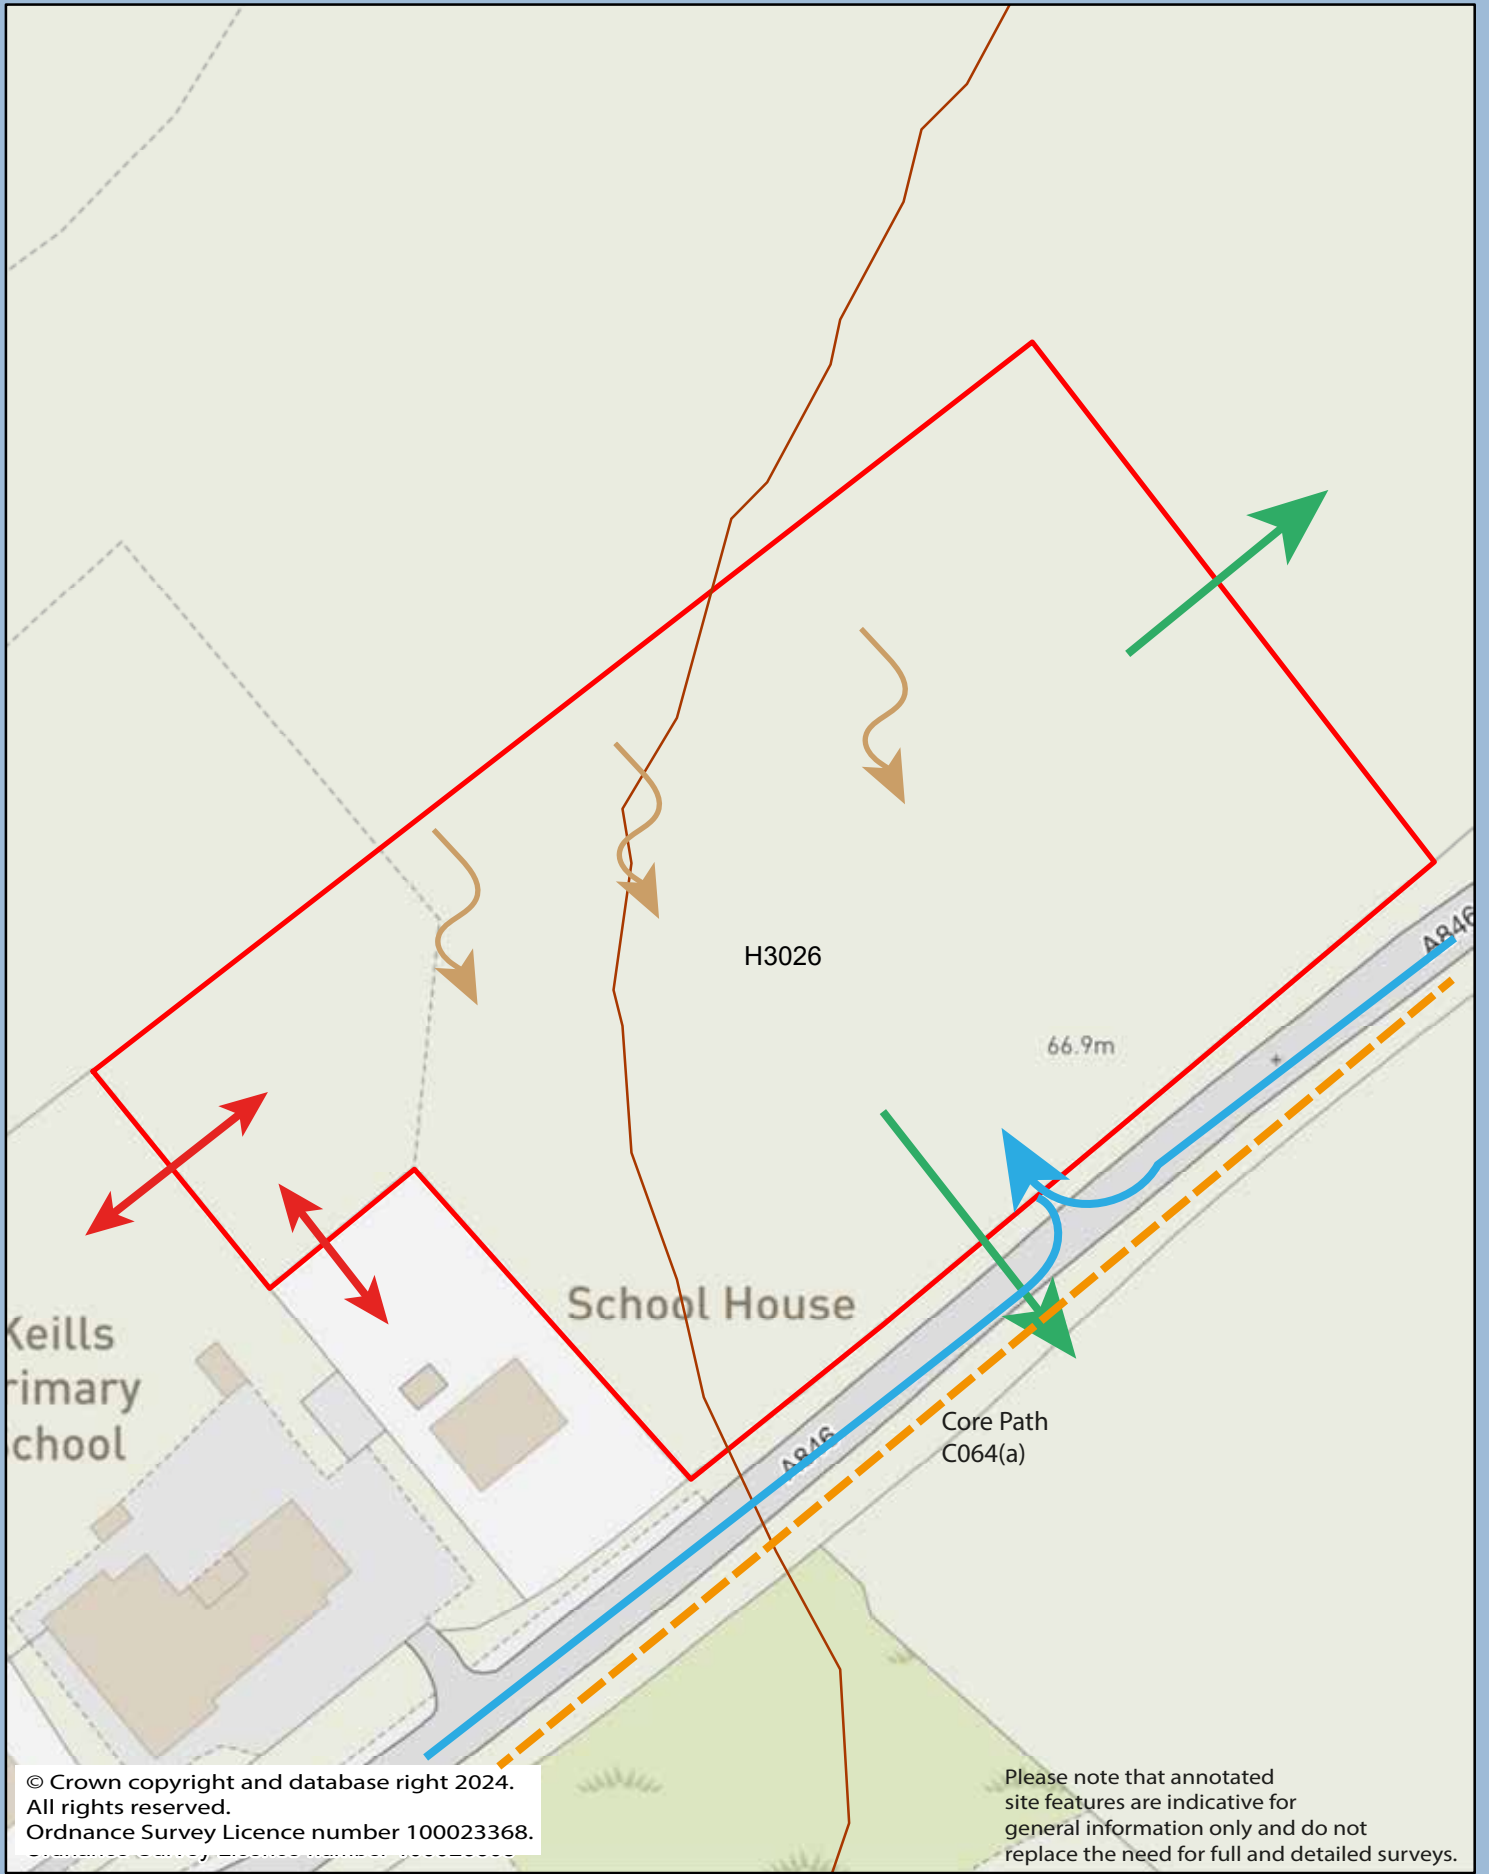 H3026
A846
66.9m
School House
Keills
rimary
chool
A846
Core Path
C064(a)
© Crown copyright and database right 2024.
All rights reserved.
Ordnance Survey Licence number 100023368.
Please note that annotated
site features are indicative for
general information only and do not
replace the need for full and detailed surveys.